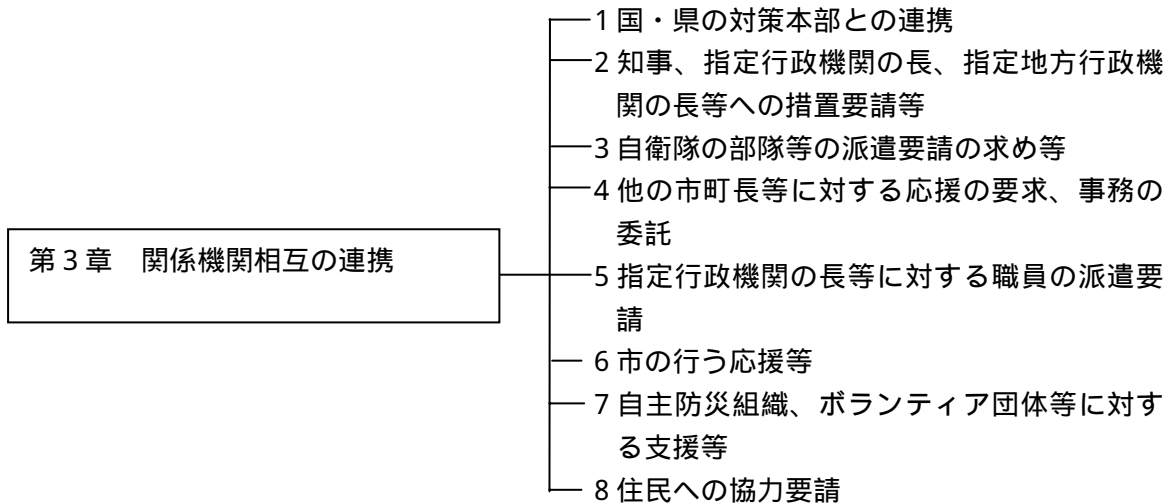 1 国・県の対策本部との連携
2 知事、指定行政機関の長、指定地方行政機
関の長等への措置要請等
3 自衛隊の部隊等の派遣要請の求め等
4 他の市町長等に対する応援の要求、事務の
委託
第3章　関係機関相互の連携
5 指定行政機関の長等に対する職員の派遣要
請
6 市の行う応援等
7 自主防災組織、ボランティア団体等に対す
る支援等
8 住民への協力要請